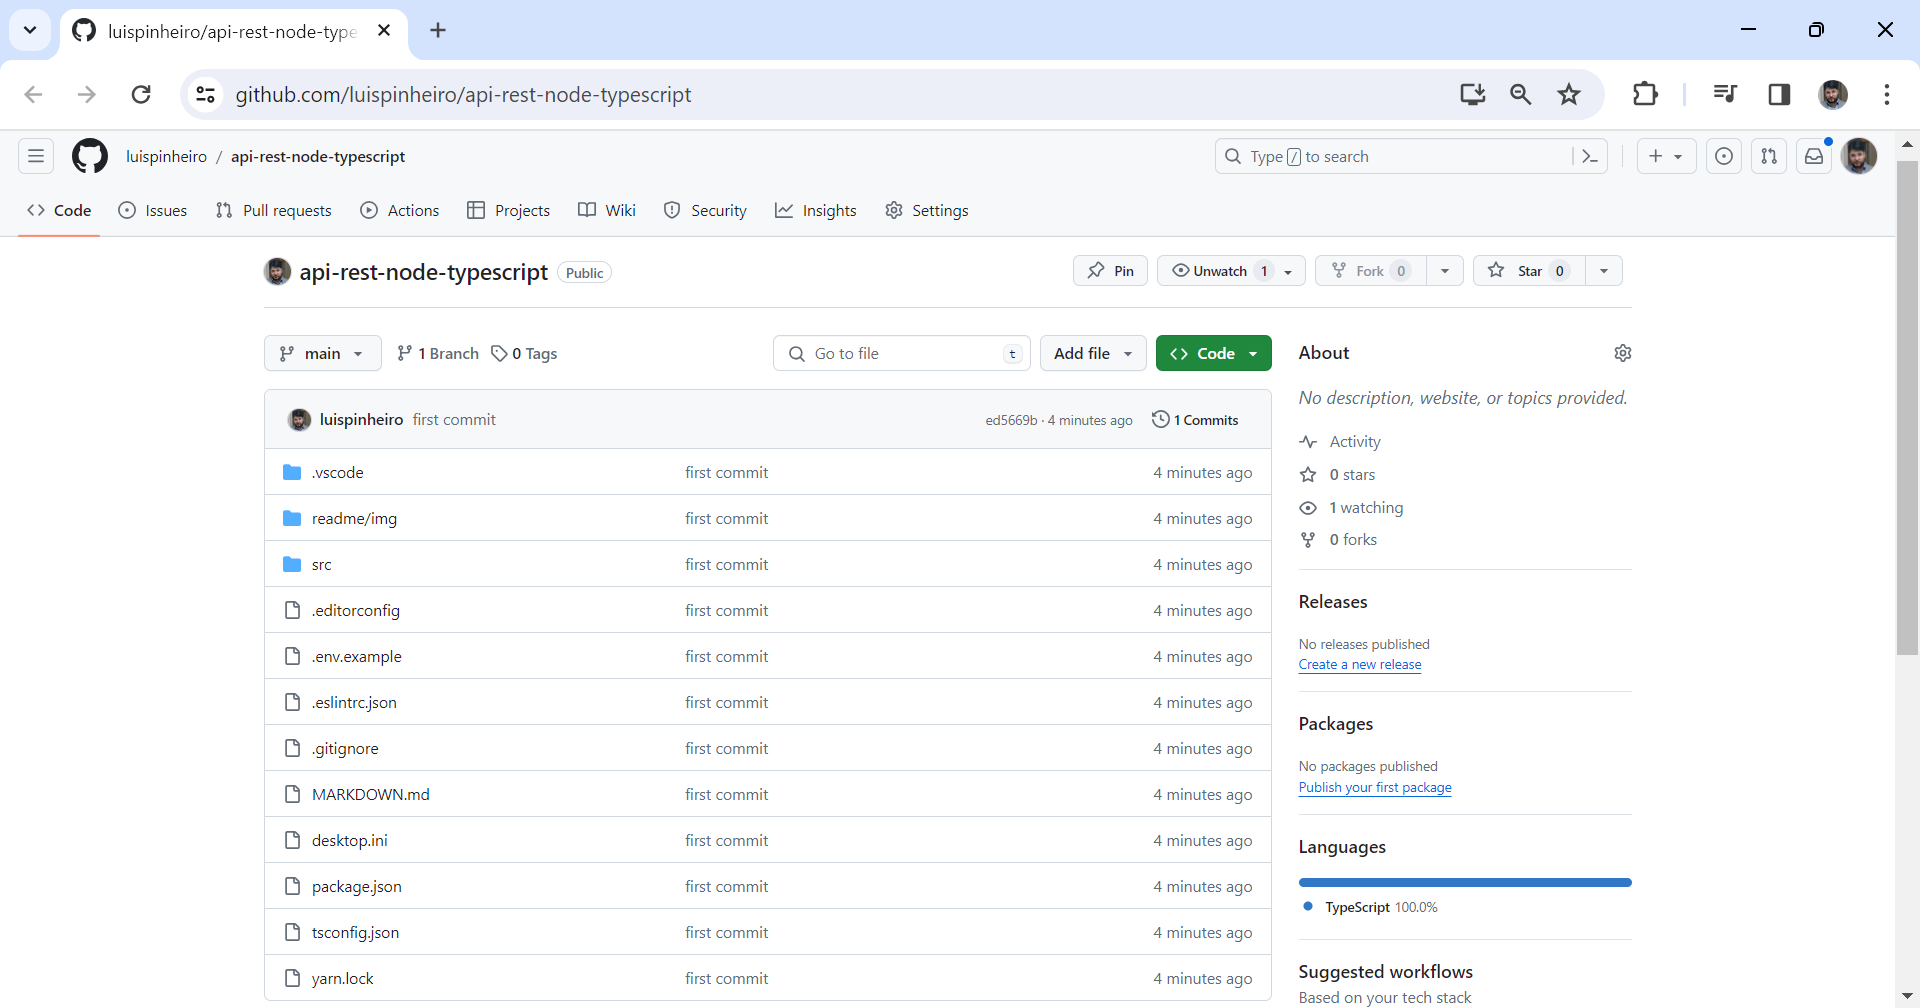 luispinheiro/api-rest-node-type
github.com/luispinheiro/api-rest-node-typescript
luispinheiro / api-rest-node-typescript
Type / to search
Code Issues Pull requests Actions Projects Wiki Security Insights Settings
api-rest-node-typescript Public
Pin Unwatch 1 Fork 0 Star 0
main 1 Branch 0 Tags Go to file t Add file Code
luispinheiro first commit ed5669b · 4 minutes ago 1 Commits
.vscode first commit 4 minutes ago
readme/img first commit 4 minutes ago
src first commit 4 minutes ago
.editorconfig first commit 4 minutes ago
.env.example first commit 4 minutes ago
.eslintrc.json first commit 4 minutes ago
.gitignore first commit 4 minutes ago
MARKDOWN.md first commit 4 minutes ago
desktop.ini first commit 4 minutes ago
package.json first commit 4 minutes ago
tsconfig.json first commit 4 minutes ago
yarn.lock first commit 4 minutes ago
About
No description, website, or topics provided.
Activity
0 stars
1 watching
0 forks
Releases
No releases published
Create a new release
Packages
No packages published
Publish your first package
Languages
TypeScript 100.0%
Suggested workflows
Based on your tech stack